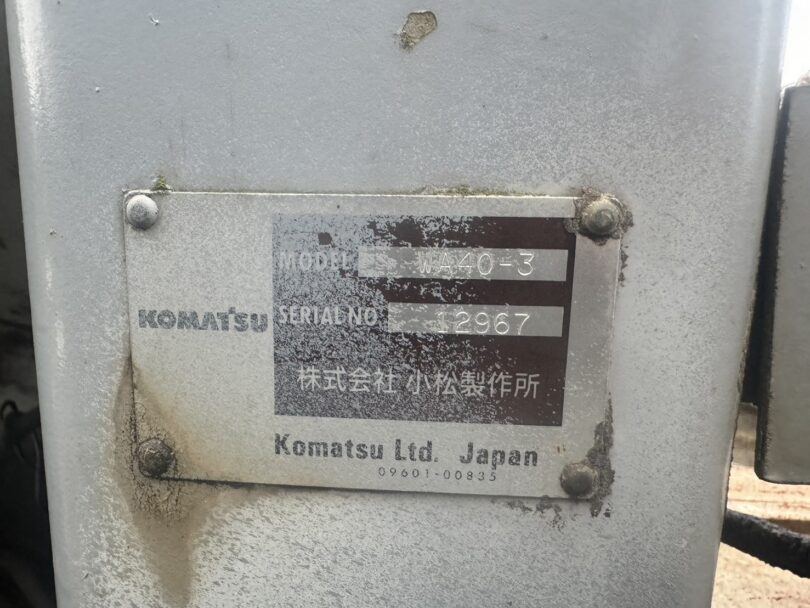 MODEL WA40-3
KOMATSU
SERIAL NO 12967
株式会社 小松製作所
Komatsu Ltd. Japan
09601-00835